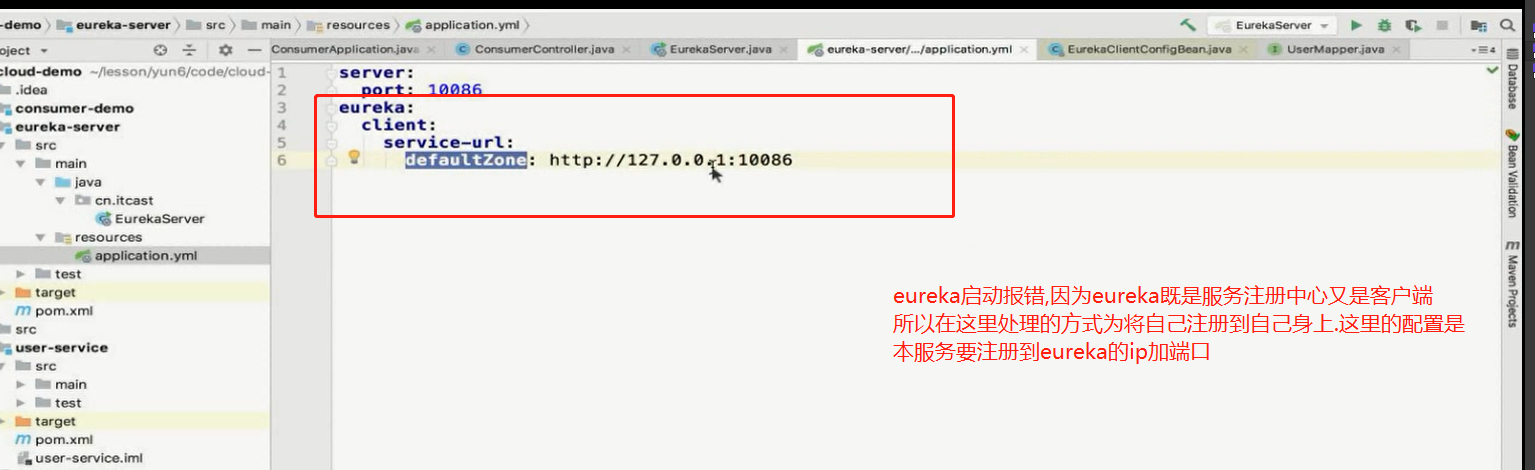 -demo eureka-server src main resources application.yml
EurekaServer
oject
ConsumerApplication.java ConsumerController.java EurekaServer.java eureka-server/.../application.yml EurekaClientConfigBean.java UserMapper.java
4
cloud-demo ~/lesson/yun6/code/cloud-
.idea
consumer-demo
eureka-server
src
main
java
cn.itcast
EurekaServer
resources
application.yml
test
target
pom.xml
src
user-service
src
main
test
target
pom.xml
user-service.iml
1 server:
2 port: 10086
3 eureka:
4 client:
5 service-url:
6 defaultZone: http://127.0.0.1:10086
eureka启动报错,因为eureka既是服务注册中心又是客户端
所以在这里处理的方式为将自己注册到自己身上.这里的配置是
本服务要注册到eureka的ip加端口
Database
Bean Validation
Maven Projects